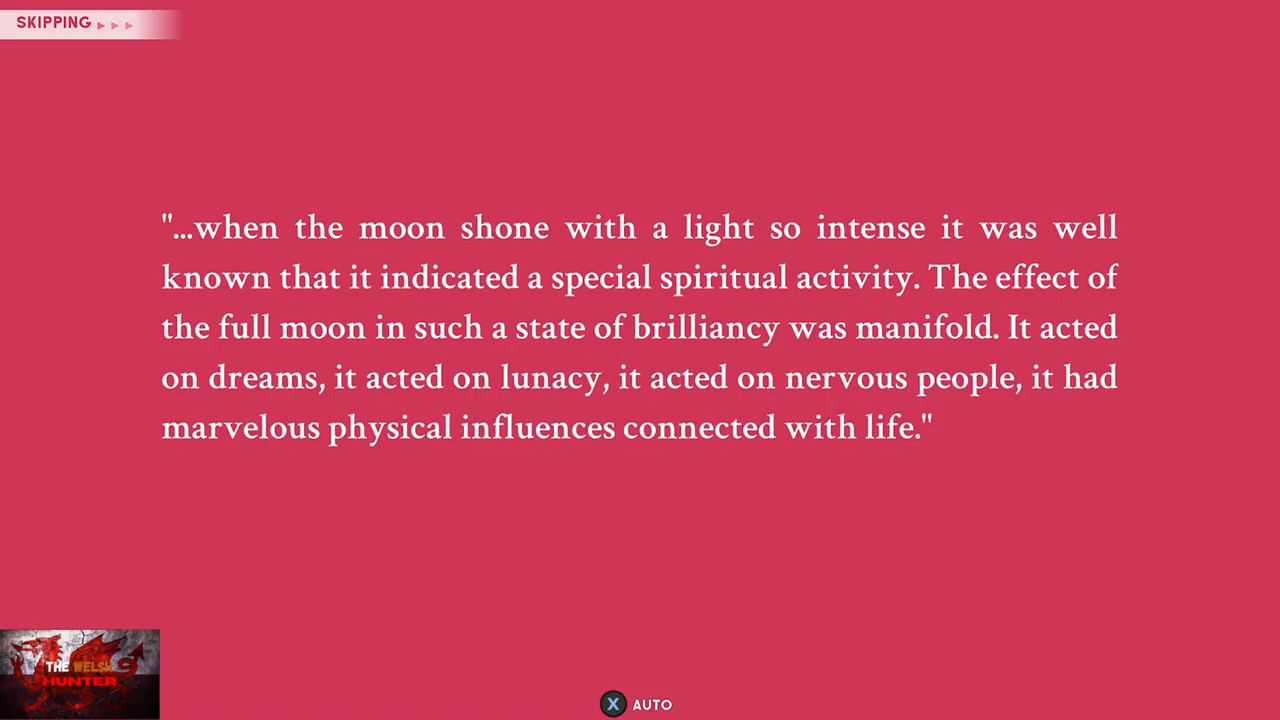 SKIPPING
"...when the moon shone with a light so intense it was well
known that it indicated a special spiritual activity. The effect of
the full moon in such a state of brilliancy was manifold. It acted
on dreams, it acted on lunacy, it acted on nervous people, it had
marvelous physical influences connected with life."
THE WELSH
HUNTER
X AUTO